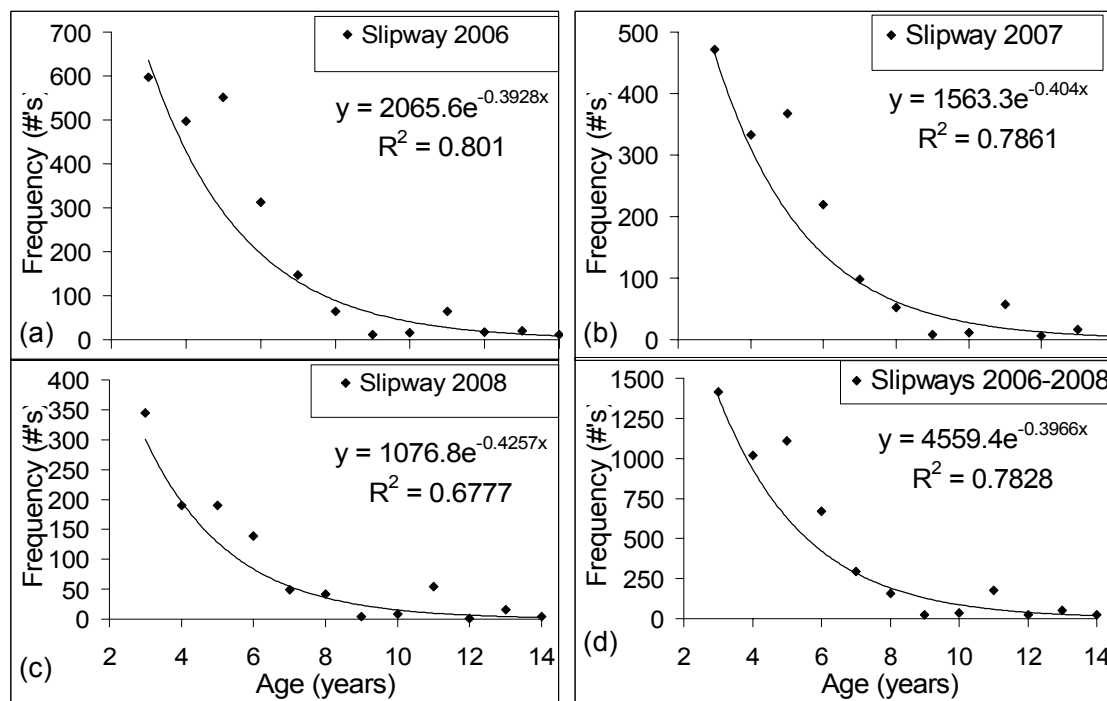 Slipway 2006
y = 2065.6e^-0.3928x
R² = 0.801
700
600
500
400
300
200
100
0
Frequency (#'s)
(a)
Slipway 2007
y = 1563.3e^-0.404x
R² = 0.7861
500
400
300
200
100
0
Frequency (#'s)
(b)
Slipway 2008
y = 1076.8e^-0.4257x
R² = 0.6777
400
350
300
250
200
150
100
50
0
Frequency (#'s)
(c)
2 4 6 8 10 12 14
Age (years)
Slipways 2006-2008
y = 4559.4e^-0.3966x
R² = 0.7828
1500
1250
1000
750
500
250
0
Frequency (#'s)
(d)
2 4 6 8 10 12 14
Age (years)